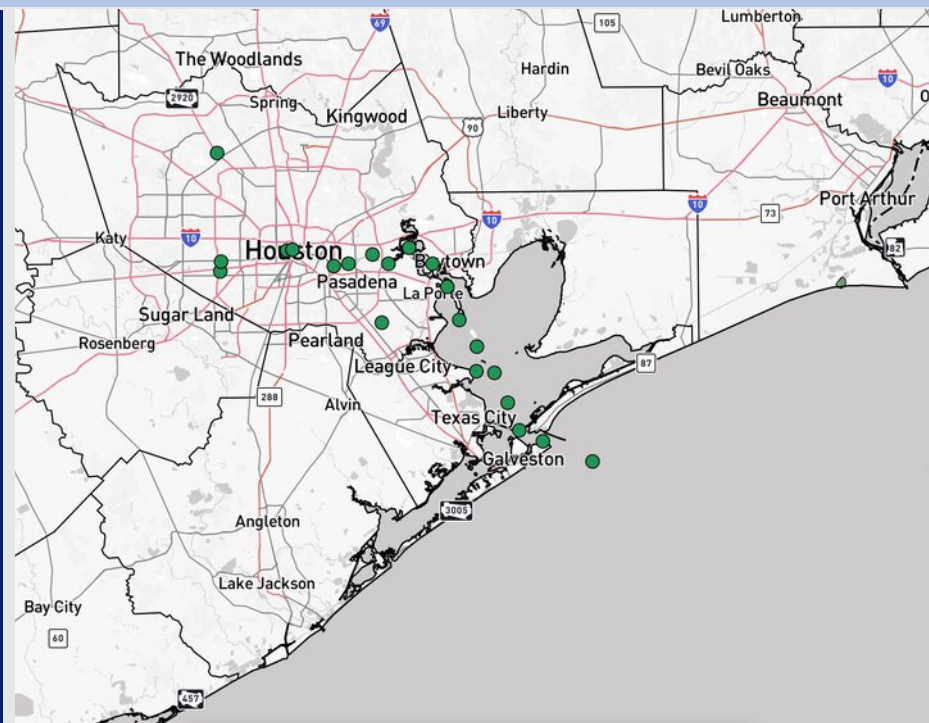 69
105
Lumberton
The Woodlands
Hardin
Bevil Oaks
10
2920
Spring
Beaumont
O
Kingwood
Liberty
90
10
Port Arthur
10
73
Katy
10
82
Houston
Baytown
Pasadena
La Porte
Sugar Land
Rosenberg
Pearland
League City
87
288
Alvin
Texas City
Galveston
3005
Angleton
Lake Jackson
Bay City
60
457